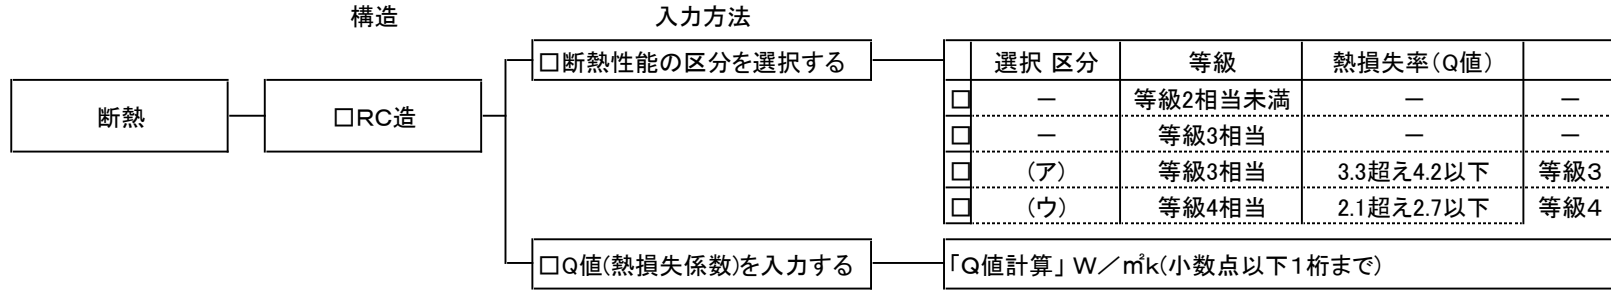 構造 入力方法
□断熱性能の区分を選択する
選択 区分 等級 熱損失率(Q値)
□ － 等級2相当未満 － －
□ － 等級3相当 － －
□ (ア) 等級3相当 3.3超え4.2以下 等級3
□ (ウ) 等級4相当 2.1超え2.7以下 等級4
断熱 □RC造
□Q値(熱損失係数)を入力する 「Q値計算」 W／㎡k(小数点以下1桁まで)